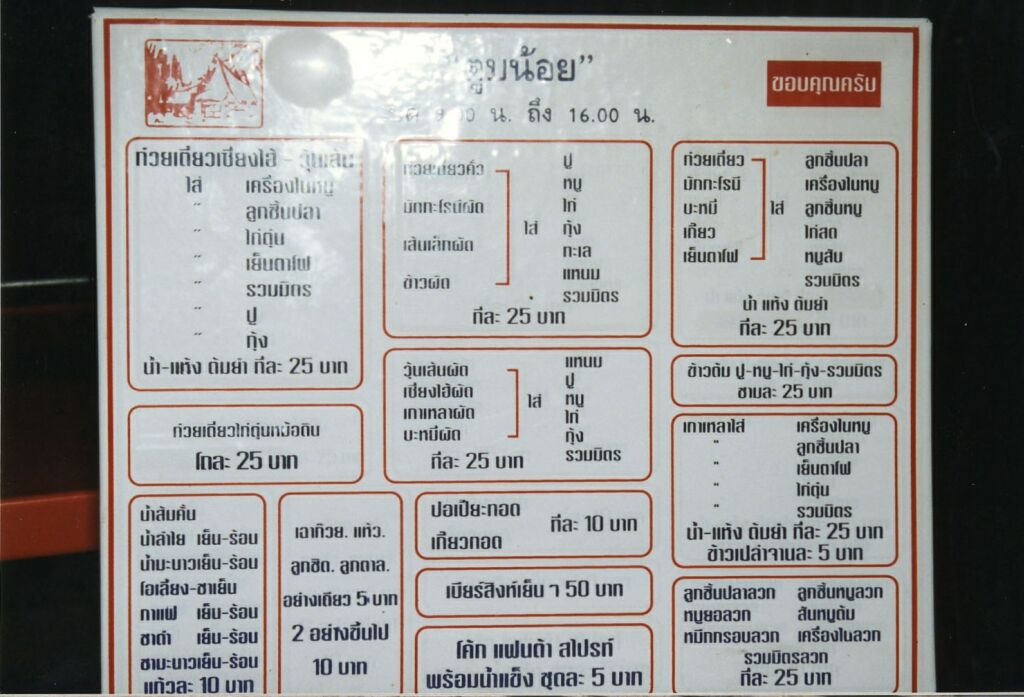 น้อย"
9.00 น. ถึง 16.00 น.
ขอบคุณครับ
ก๋วยเตี๋ยวเซี่ยงไฮ้ - วุ้นเส้น
ใส่ เครื่องในหมู
" ลูกชิ้นปลา
" ไก่ตุ๋น
" เย็นตาโฟ
" รวมมิตร
" ปู
" กุ้ง
น้ำ-แห้ง ต้มยำ ที่ละ 25 บาท
ก๋วยเตี๋ยวไก่ตุ๋นหม้อดิน
โถละ 25 บาท
น้ำส้มคั้น
น้ำลำใย เย็น-ร้อน
น้ำมะนาวเย็น-ร้อน
โอเลี้ยง-ชาเย็น
กาแฟ เย็น-ร้อน
ชาดำ เย็น-ร้อน
ชามะนาวเย็น-ร้อน
แก้วละ 10 บาท
เฉาก๊วย. แห้ว.
ลูกชิด. ลูกตาล.
อย่างเดียว 5 บาท
2 อย่างขึ้นไป
10 บาท
ก๋วยเตี๋ยวคั่ว
มักกะโรนีผัด
เส้นเล็กผัด
ข้าวผัด
ใส่
ปู
หมู
ไก่
กุ้ง
ทะเล
แหนม
รวมมิตร
ที่ละ 25 บาท
วุ้นเส้นผัด
เซี่ยงไฮ้ผัด
เกาเหลาผัด
บะหมี่ผัด
ใส่
แหนม
ปู
หมู
ไก่
กุ้ง
รวมมิตร
ที่ละ 25 บาท
ปอเปี๊ยะทอด
เกี๊ยวทอด
ที่ละ 10 บาท
เบียร์สิงห์เย็น ๆ 50 บาท
โค้ก แฟนต้า สไปรท์
พร้อมน้ำแข็ง ชุดละ 5 บาท
ก๋วยเตี๋ยว
มักกะโรนี
บะหมี่
เกี๊ยว
เย็นตาโฟ
ใส่
ลูกชิ้นปลา
เครื่องในหมู
ลูกชิ้นหมู
ไก่สด
หมูสับ
รวมมิตร
น้ำ แห้ง ต้มยำ
ที่ละ 25 บาท
ข้าวต้ม ปู-หมู-ไก่-กุ้ง-รวมมิตร
ชามละ 25 บาท
เกาเหลาใส่ เครื่องในหมู
" ลูกชิ้นปลา
" เย็นตาโฟ
" ไก่ตุ๋น
" รวมมิตร
น้ำ-แห้ง ต้มยำ ที่ละ 25 บาท
ข้าวเปล่าจานละ 5 บาท
ลูกชิ้นปลาลวก ลูกชิ้นหมูลวก
หมูยอลวก สันหมูต้ม
หมึกกรอบลวก เครื่องในลวก
รวมมิตรลวก
ที่ละ 25 บาท